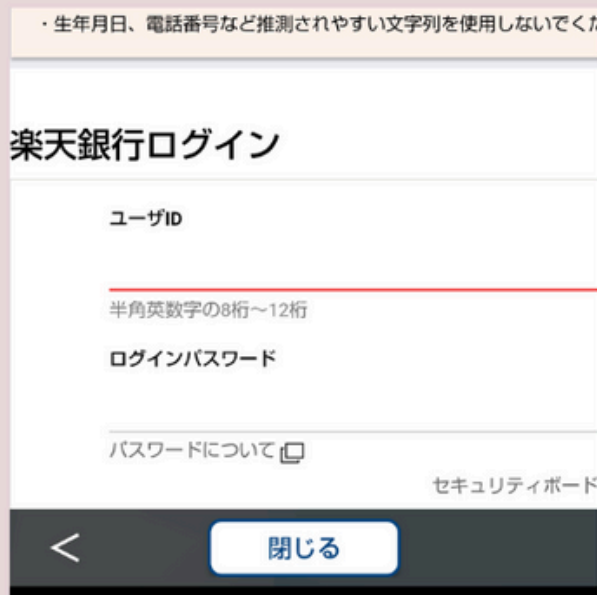 ・生年月日、電話番号など推測されやすい文字列を使用しないでくだ
楽天銀行ログイン
ユーザID
半角英数字の8桁～12桁
ログインパスワード
パスワードについて
セキュリティボード
< 閉じる